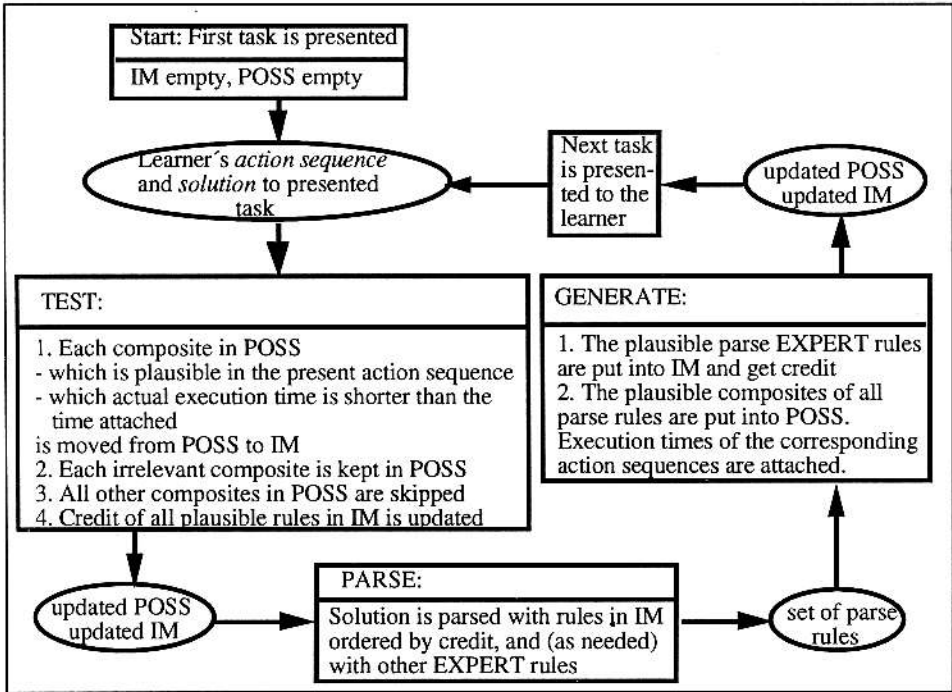 Start: First task is presented
IM empty, POSS empty
Learner´s action sequence
and solution to presented
task
Next task
is presen-
ted to the
learner
updated POSS
updated IM
TEST:
1. Each composite in POSS
- which is plausible in the present action sequence
- which actual execution time is shorter than the
time attached
is moved from POSS to IM
2. Each irrelevant composite is kept in POSS
3. All other composites in POSS are skipped
4. Credit of all plausible rules in IM is updated
GENERATE:
1. The plausible parse EXPERT rules
are put into IM and get credit
2. The plausible composites of all
parse rules are put into POSS.
Execution times of the corresponding
action sequences are attached.
updated POSS
updated IM
PARSE:
Solution is parsed with rules in IM
ordered by credit, and (as needed)
with other EXPERT rules
set of parse
rules